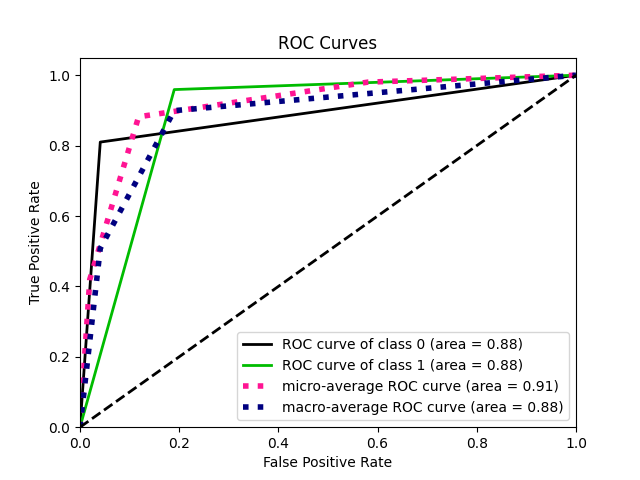 ROC Curves
True Positive Rate
1.0
0.8
0.6
0.4
0.2
0.0
ROC curve of class 0 (area = 0.88)
ROC curve of class 1 (area = 0.88)
micro-average ROC curve (area = 0.91)
macro-average ROC curve (area = 0.88)
0.0 0.2 0.4 0.6 0.8 1.0
False Positive Rate